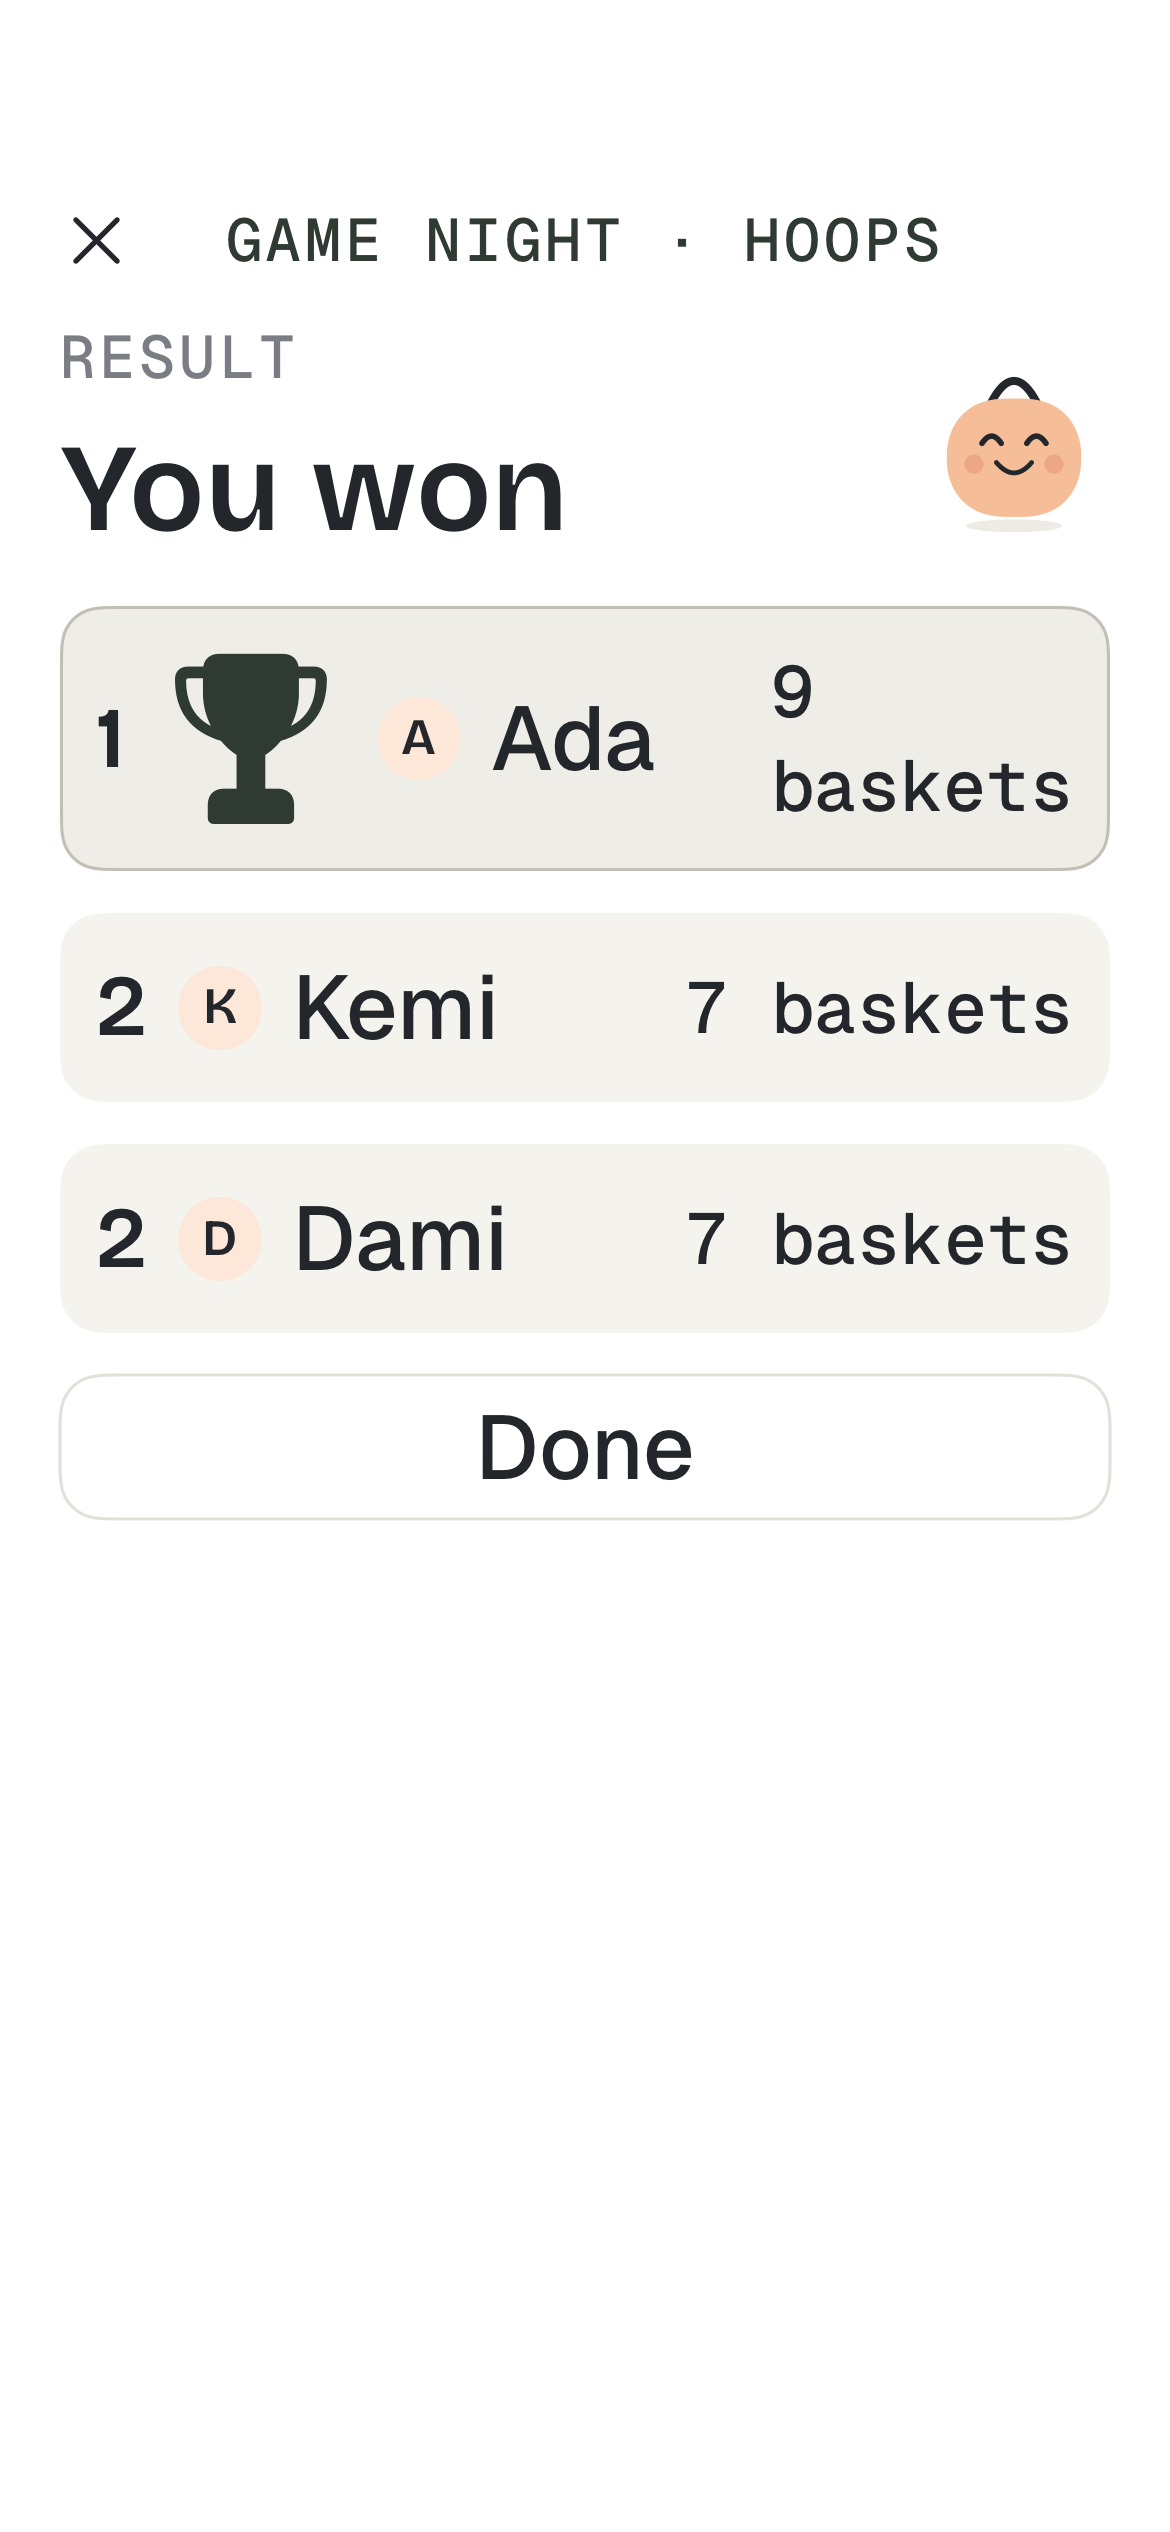 GAME NIGHT · HOOPS
RESULT
You won
1 A Ada 9 baskets
2 K Kemi 7 baskets
2 D Dami 7 baskets
Done